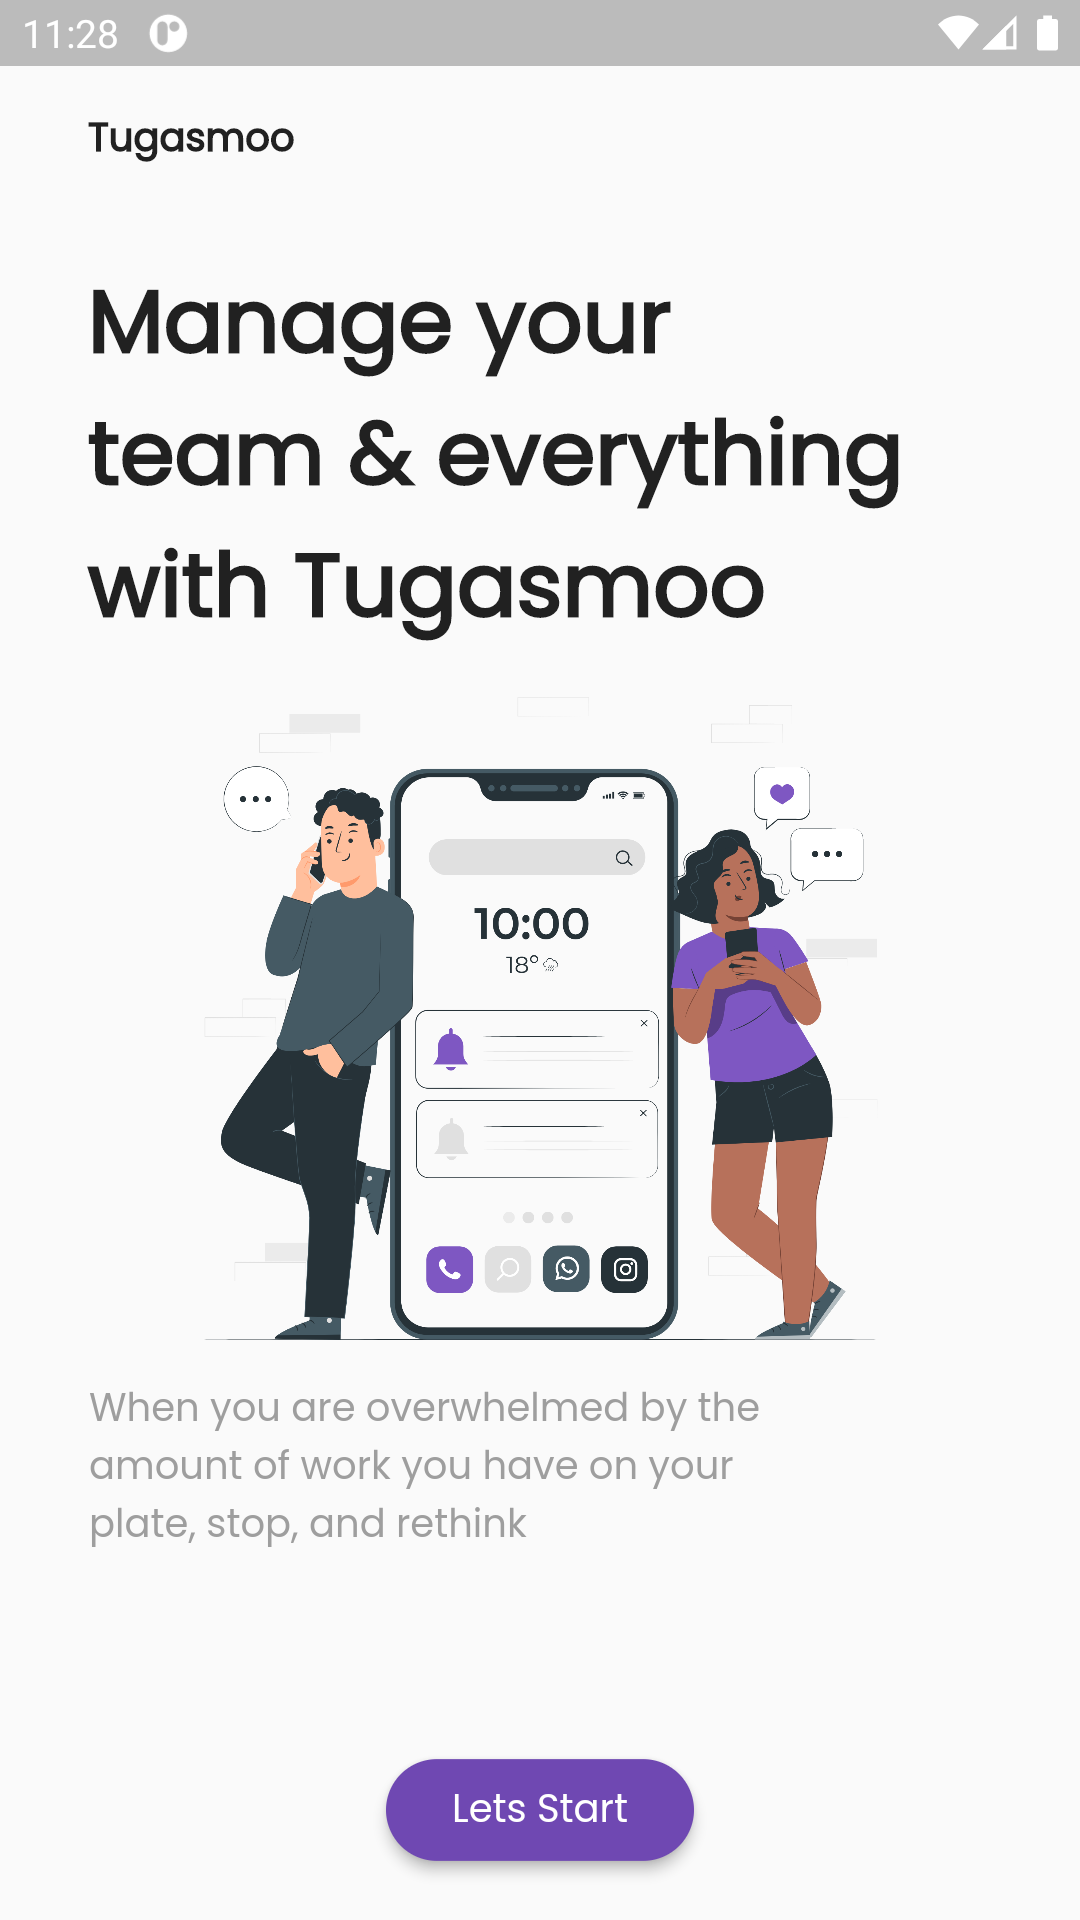 11:28
Tugasmoo
Manage your
team & everything
with Tugasmoo
10:00
18°
When you are overwhelmed by the
amount of work you have on your
plate, stop, and rethink
Lets Start